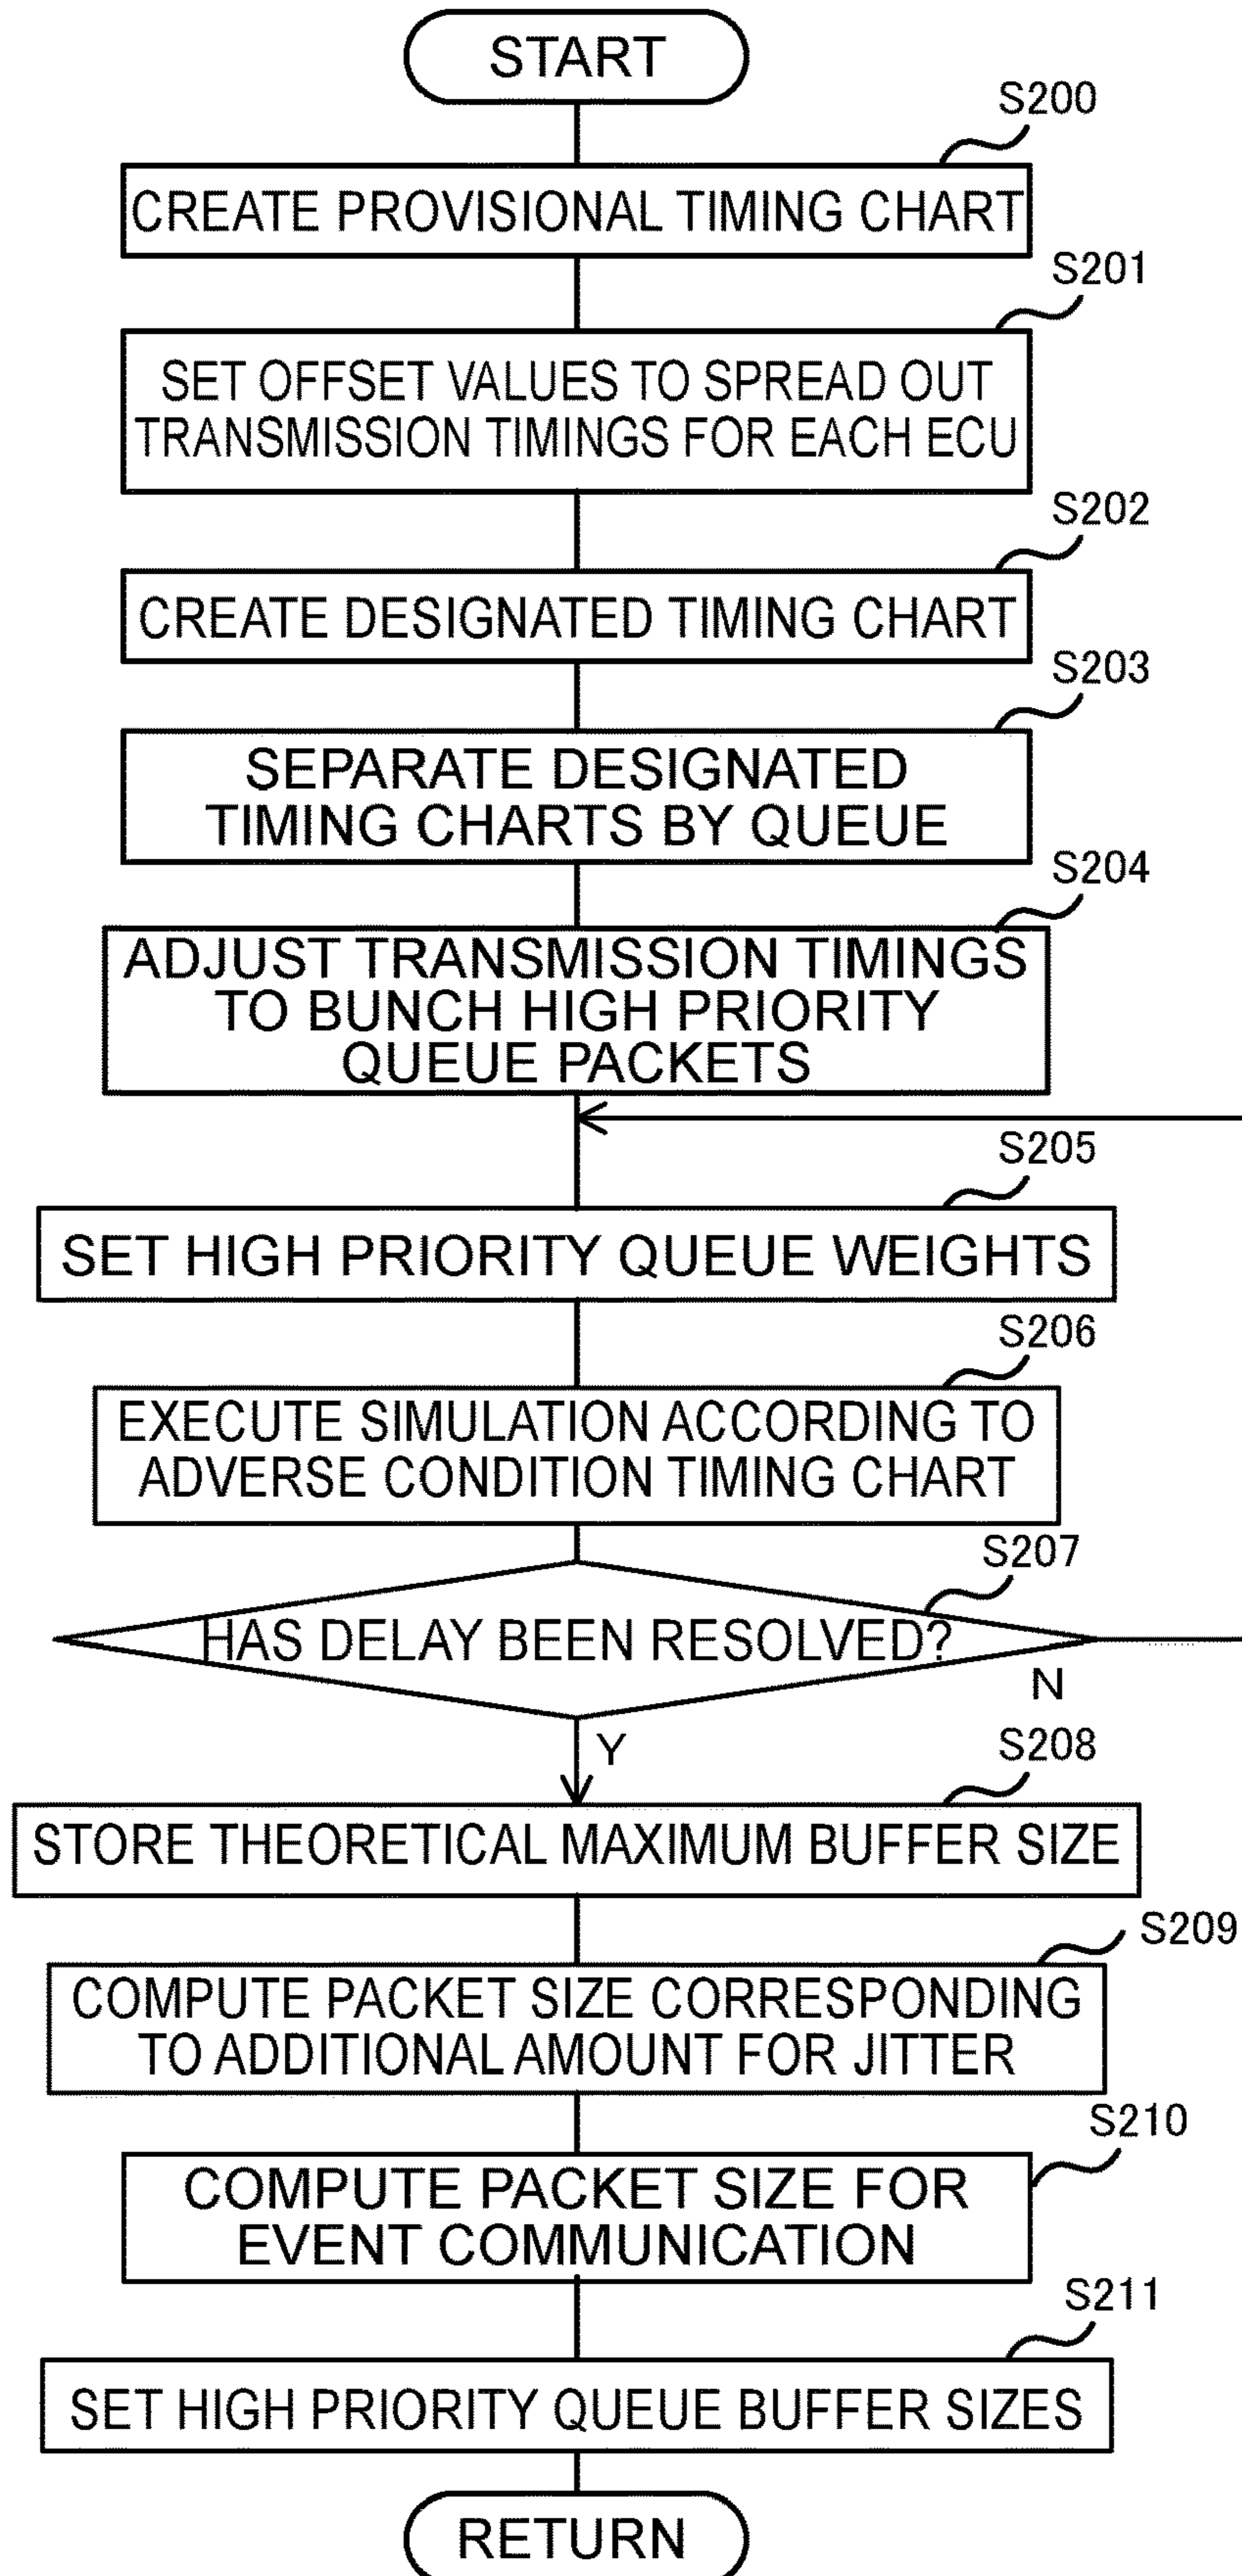 START
S200
CREATE PROVISIONAL TIMING CHART
S201
SET OFFSET VALUES TO SPREAD OUT
TRANSMISSION TIMINGS FOR EACH ECU
S202
CREATE DESIGNATED TIMING CHART
S203
SEPARATE DESIGNATED
TIMING CHARTS BY QUEUE
S204
ADJUST TRANSMISSION TIMINGS
TO BUNCH HIGH PRIORITY
QUEUE PACKETS
S205
SET HIGH PRIORITY QUEUE WEIGHTS
S206
EXECUTE SIMULATION ACCORDING TO
ADVERSE CONDITION TIMING CHART
S207
HAS DELAY BEEN RESOLVED?
N
Y
S208
STORE THEORETICAL MAXIMUM BUFFER SIZE
S209
COMPUTE PACKET SIZE CORRESPONDING
TO ADDITIONAL AMOUNT FOR JITTER
S210
COMPUTE PACKET SIZE FOR
EVENT COMMUNICATION
S211
SET HIGH PRIORITY QUEUE BUFFER SIZES
RETURN